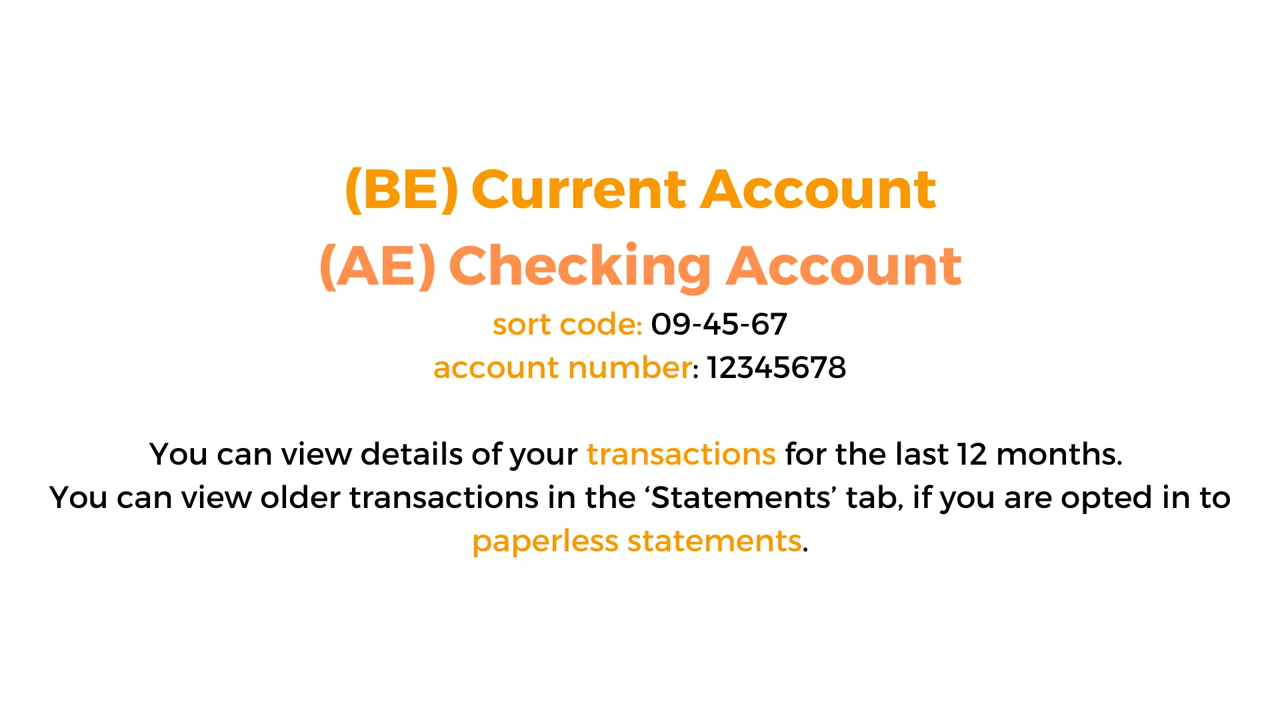 (BE) Current Account
(AE) Checking Account
sort code: 09-45-67
account number: 12345678
You can view details of your transactions for the last 12 months.
You can view older transactions in the ‘Statements’ tab, if you are opted in to
paperless statements.